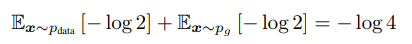 𝔼_{𝒙∼p_data} [− log 2] + 𝔼_{𝒙∼p_g} [− log 2] = − log 4